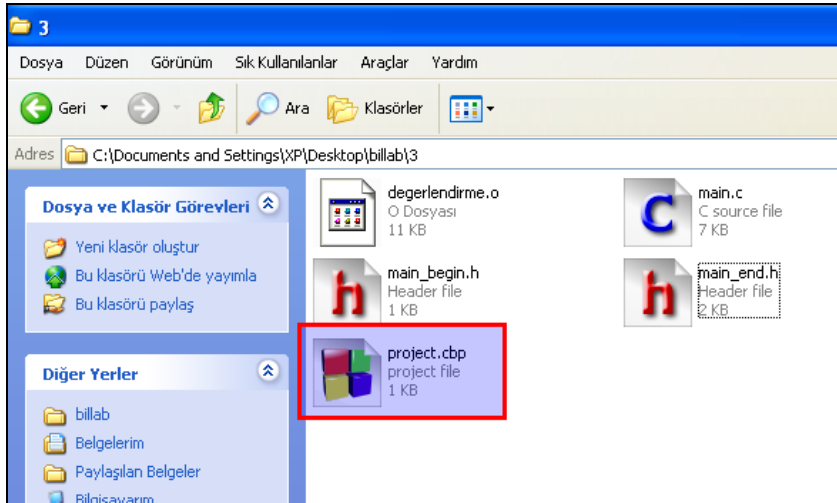 3
Dosya Düzen Görünüm Sık Kullanılanlar Araçlar Yardım
Geri Ara Klasörler
Adres C:\Documents and Settings\XP\Desktop\billab\3
Dosya ve Klasör Görevleri
Yeni klasör oluştur
Bu klasörü Web'de yayımla
Bu klasörü paylaş
Diğer Yerler
billab
Belgelerim
Paylaşılan Belgeler
Bilgisayarım
degerlendirme.o
O Dosyası
11 KB
main.c
C source file
7 KB
main_begin.h
Header file
1 KB
main_end.h
Header file
2 KB
project.cbp
project file
1 KB